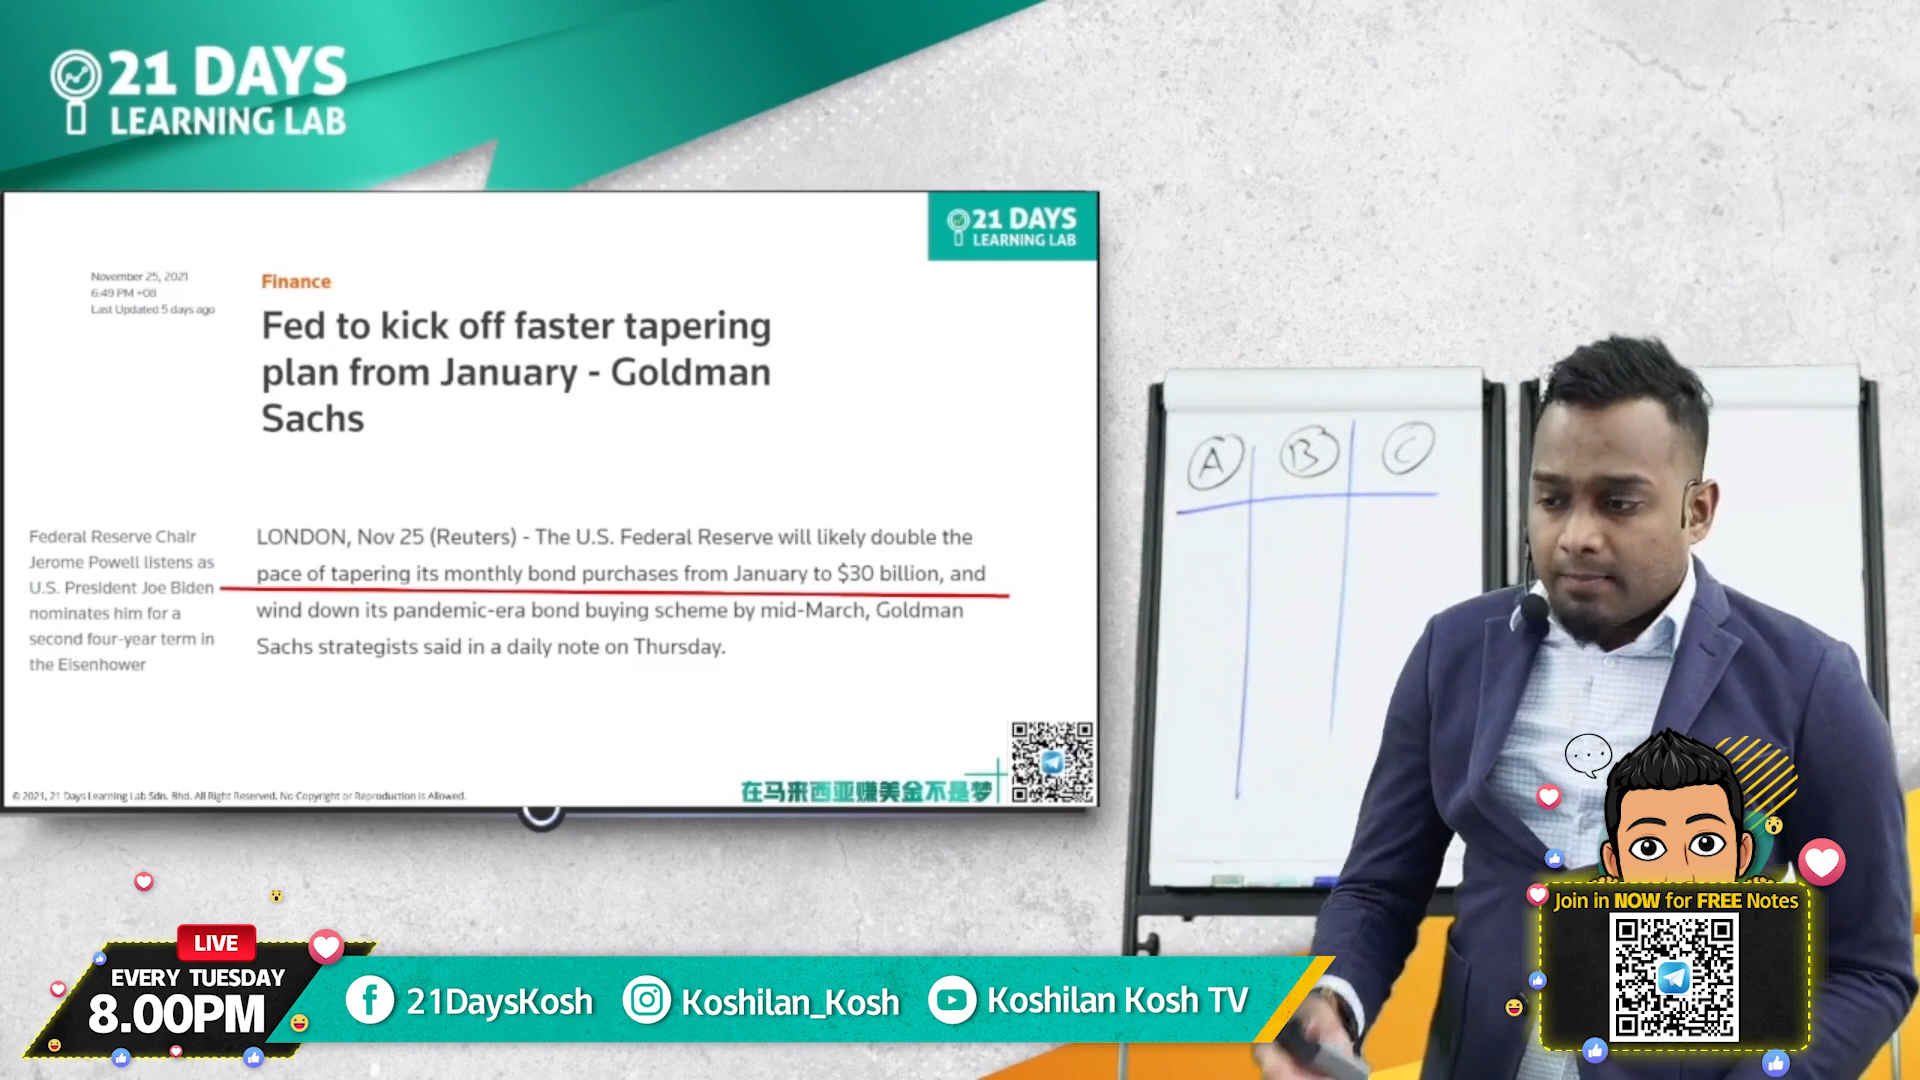 21 DAYS
LEARNING LAB
21 DAYS
LEARNING LAB
November 25, 2021
6:49 PM +08
Last Updated 5 days ago
Finance
Fed to kick off faster tapering
plan from January - Goldman
Sachs
Federal Reserve Chair
Jerome Powell listens as
U.S. President Joe Biden
nominates him for a
second four-year term in
the Eisenhower
LONDON, Nov 25 (Reuters) - The U.S. Federal Reserve will likely double the
pace of tapering its monthly bond purchases from January to $30 billion, and
wind down its pandemic-era bond buying scheme by mid-March, Goldman
Sachs strategists said in a daily note on Thursday.
© 2021, 21 Days Learning Lab Sdn. Bhd. All Right Reserved. No Copyright or Reproduction is Allowed.
在马来西亚赚美金不是梦
A B C
Join in NOW for FREE Notes
LIVE
EVERY TUESDAY
8.00PM
21DaysKosh
Koshilan_Kosh
Koshilan Kosh TV